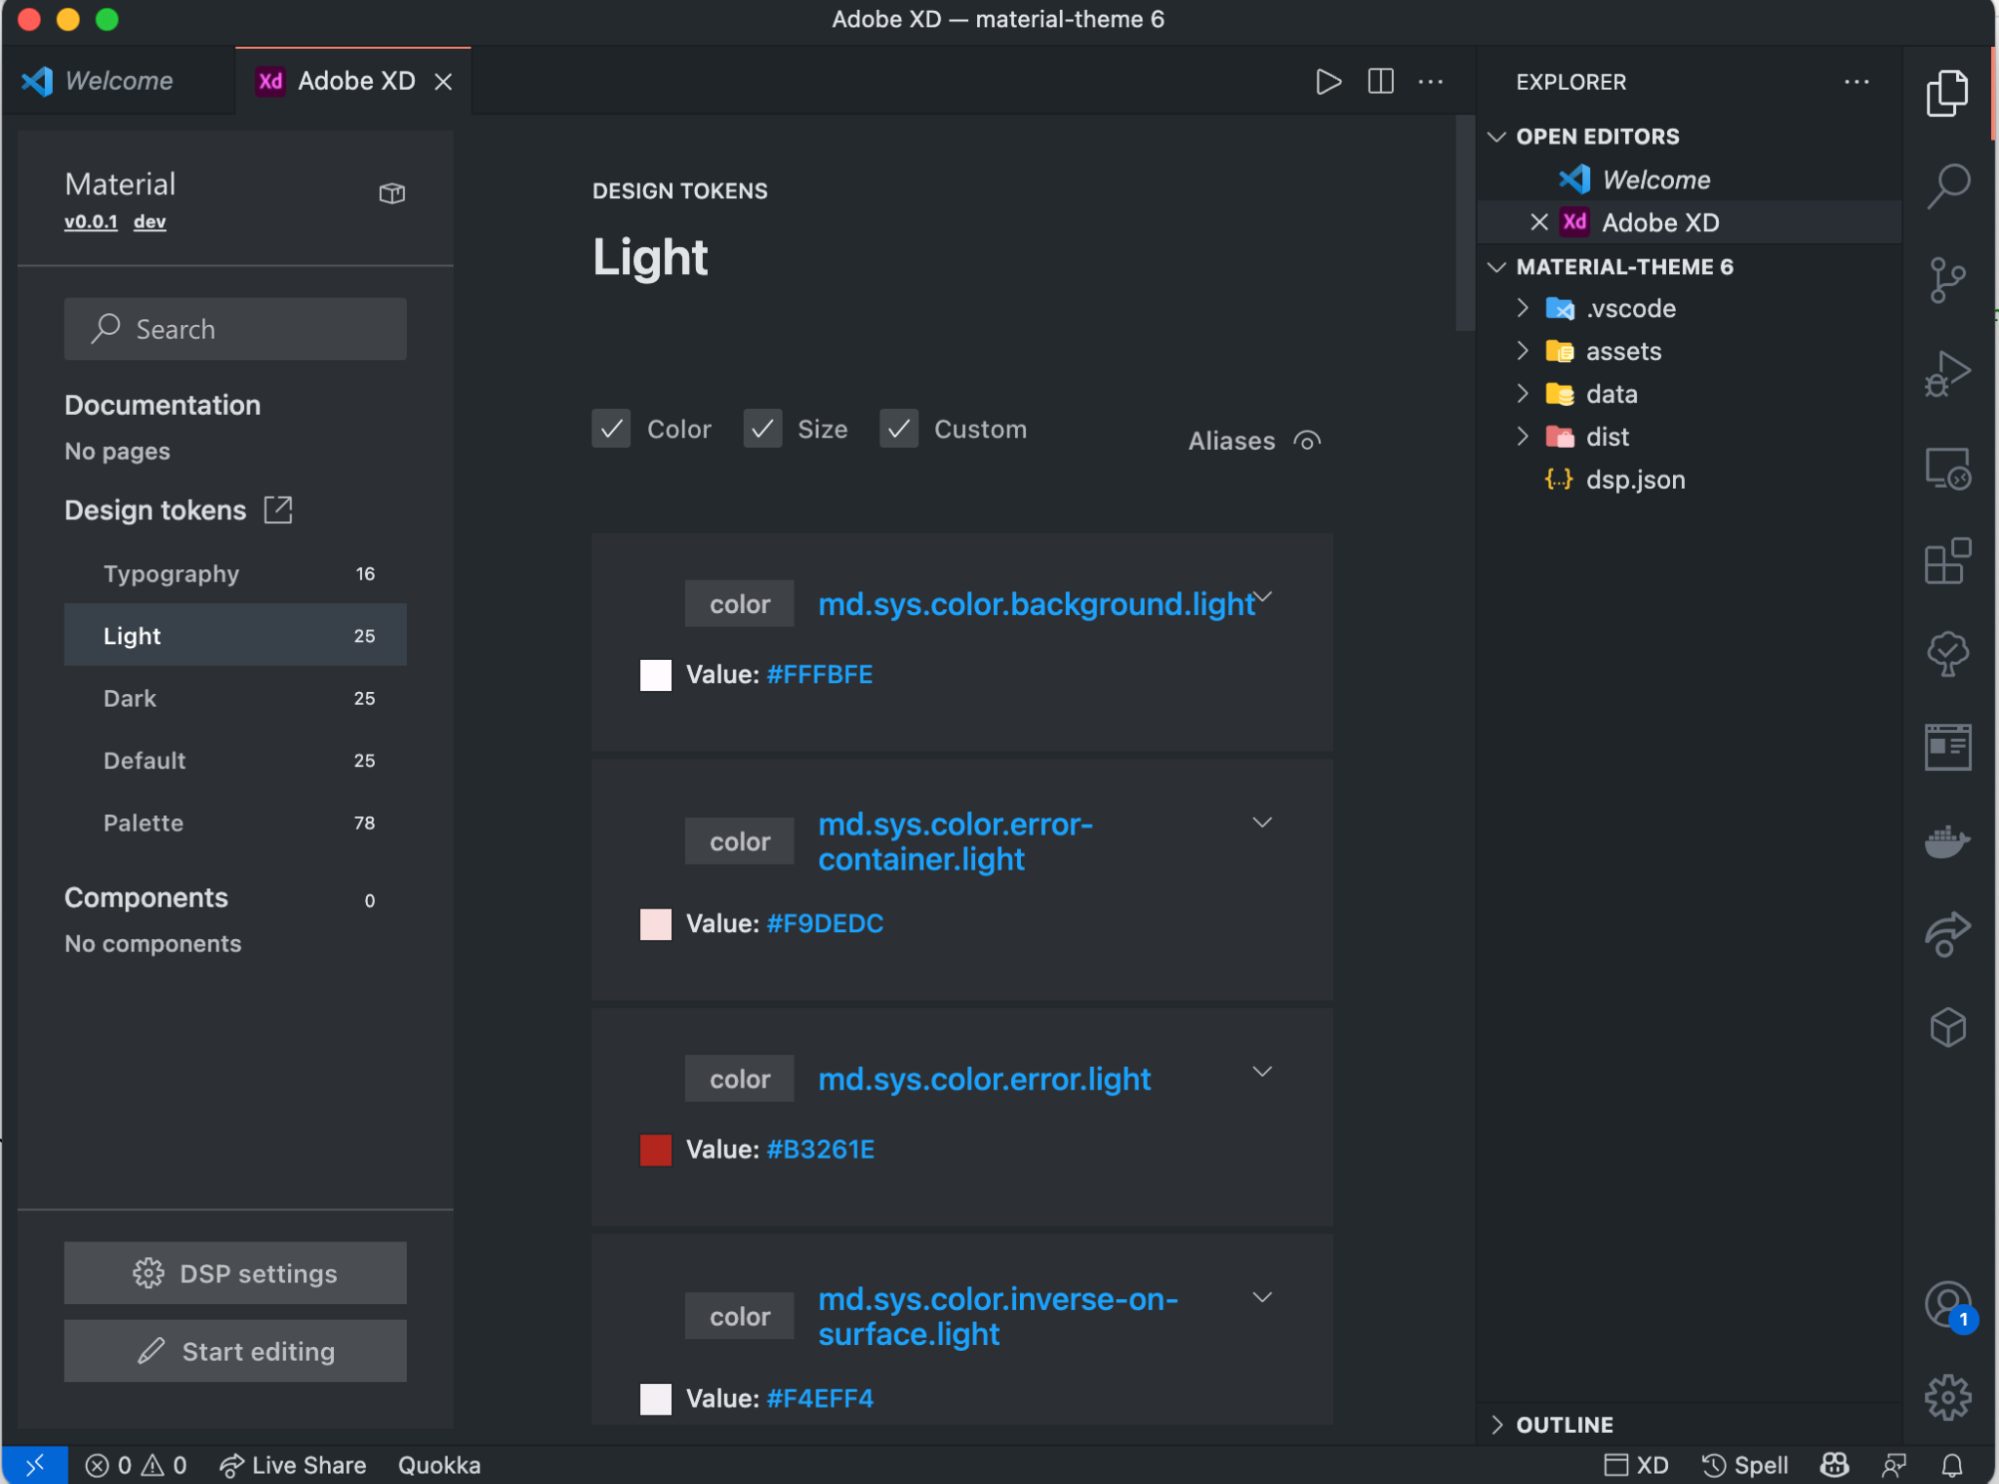 Adobe XD — material-theme 6
Welcome
Xd Adobe XD
Material
v0.0.1 dev
Search
Documentation
No pages
Design tokens
Typography 16
Light 25
Dark 25
Default 25
Palette 78
Components 0
No components
DSP settings
Start editing
DESIGN TOKENS
Light
Color Size Custom Aliases
color md.sys.color.background.light
Value: #FFFBFE
color md.sys.color.error-
container.light
Value: #F9DEDC
color md.sys.color.error.light
Value: #B3261E
color md.sys.color.inverse-on-
surface.light
Value: #F4EFF4
EXPLORER
OPEN EDITORS
Welcome
Xd Adobe XD
MATERIAL-THEME 6
.vscode
assets
data
dist
{..} dsp.json
OUTLINE
1
0 0 Live Share Quokka
XD Spell